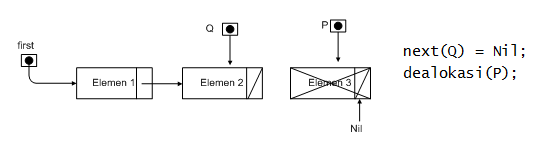 first
Q
P
Elemen 1
Elemen 2
Elemen 3
Nil
next(Q) = Nil;
dealokasi(P);